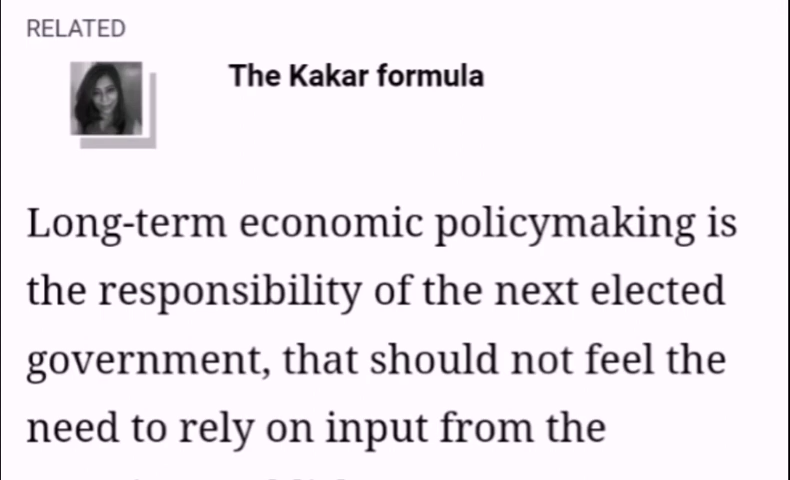 RELATED
The Kakar formula
Long-term economic policymaking is
the responsibility of the next elected
government, that should not feel the
need to rely on input from the